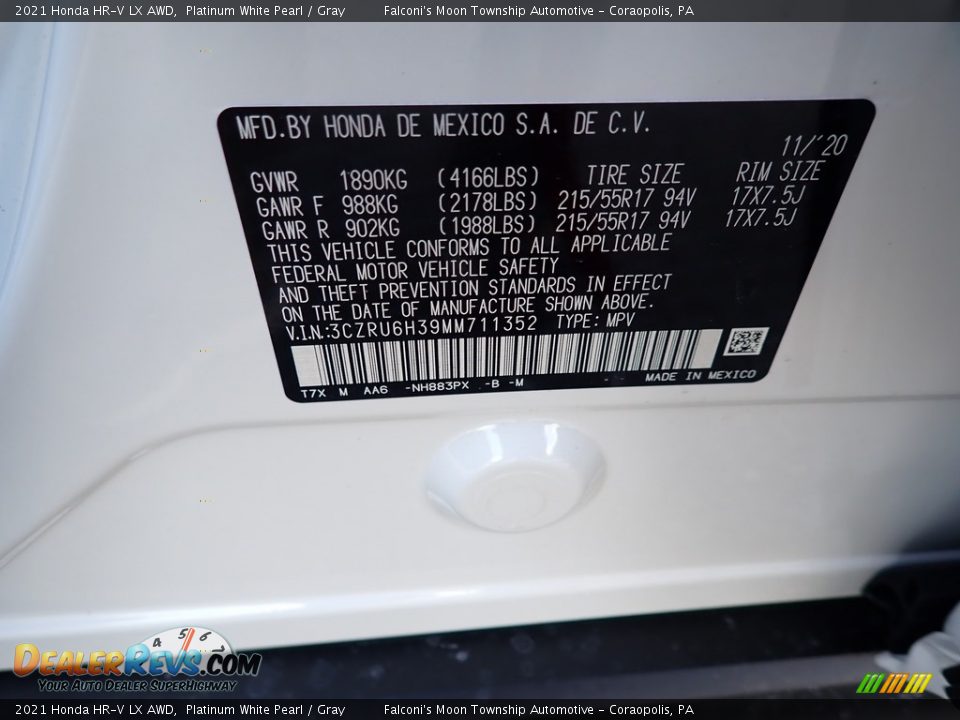 2021 Honda HR-V LX AWD,  Platinum White Pearl / Gray    Falconi's Moon Township Automotive - Coraopolis, PA
MFD.BY HONDA DE MEXICO S.A. DE C.V.
11/'20
GVWR 1890KG (4166LBS) TIRE SIZE RIM SIZE
GAWR F 988KG (2178LBS) 215/55R17 94V 17X7.5J
GAWR R 902KG (1988LBS) 215/55R17 94V 17X7.5J
THIS VEHICLE CONFORMS TO ALL APPLICABLE
FEDERAL MOTOR VEHICLE SAFETY
AND THEFT PREVENTION STANDARDS IN EFFECT
ON THE DATE OF MANUFACTURE SHOWN ABOVE.
V.I.N:3CZRU6H39MM711352 TYPE: MPV
T7X M AA6 -NH883PX -B -M MADE IN MEXICO
4 5 6
DEALERREVS.COM
YOUR AUTO DEALER SUPERHIGHWAY
2021 Honda HR-V LX AWD,  Platinum White Pearl / Gray    Falconi's Moon Township Automotive - Coraopolis, PA